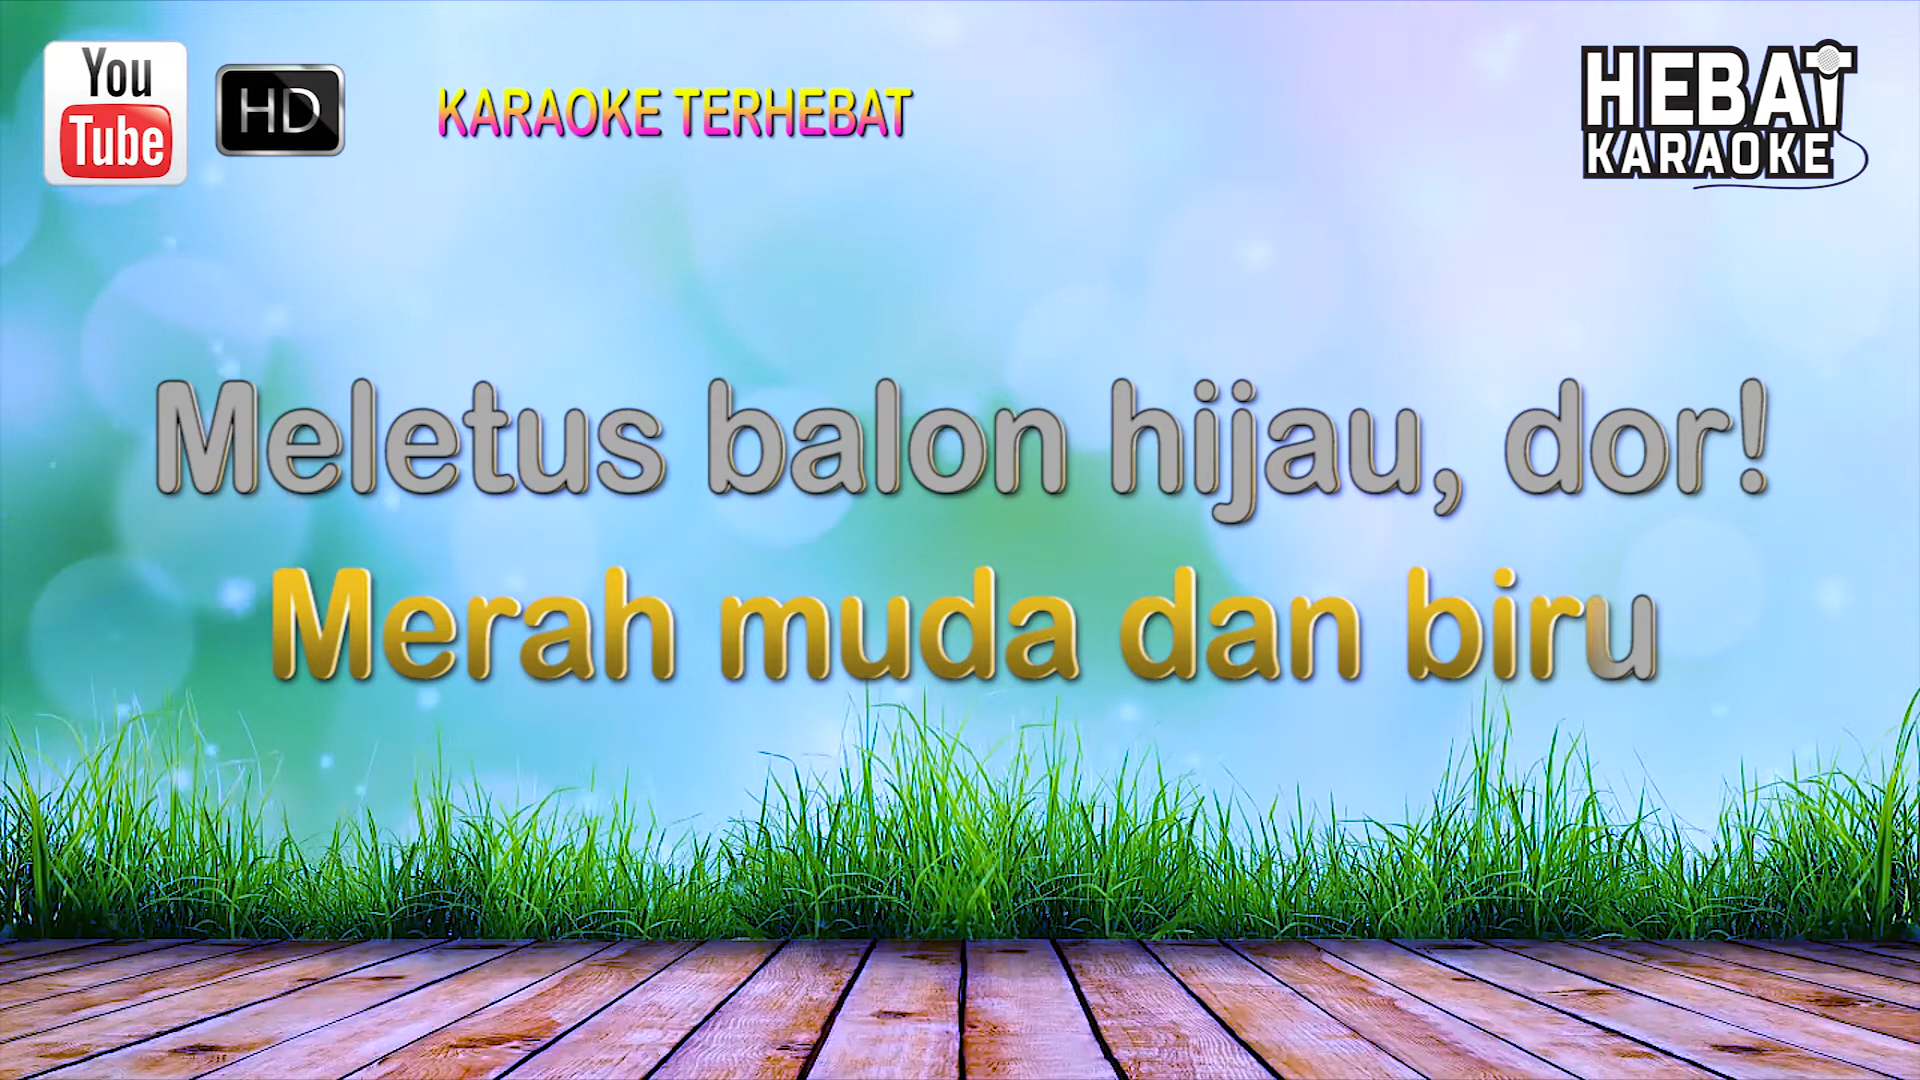 You
Tube
HD
KARAOKE TERHEBAT
HEBAT
KARAOKE
Meletus balon hijau, dor!
Merah muda dan biru